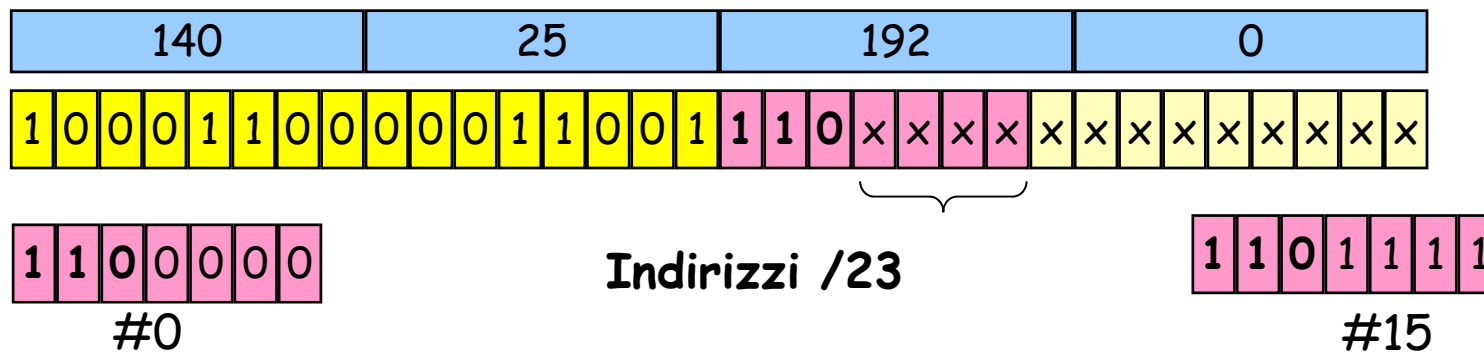 140 25 192 0
1 0 0 0 1 1 0 0 0 0 0 1 1 0 0 1 1 1 0 x x x x x x x x x x x x x
1 1 0 0 0 0 0 Indirizzi /23 1 1 0 1 1 1 1
#0 #15